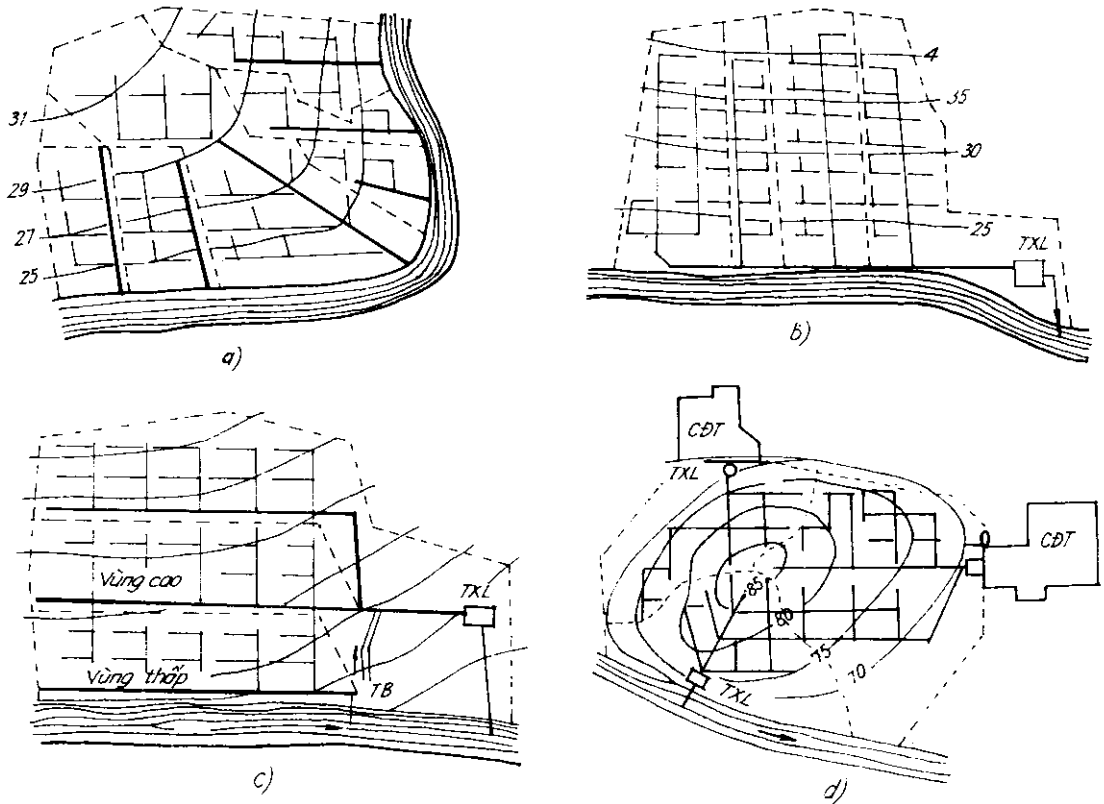 31
29
27
25
a)
4
35
30
25
TXL
b)
Vùng cao
TXL
Vùng thấp
TB
c)
CĐT
TXL
CĐT
85
80
75
70
TXL
d)